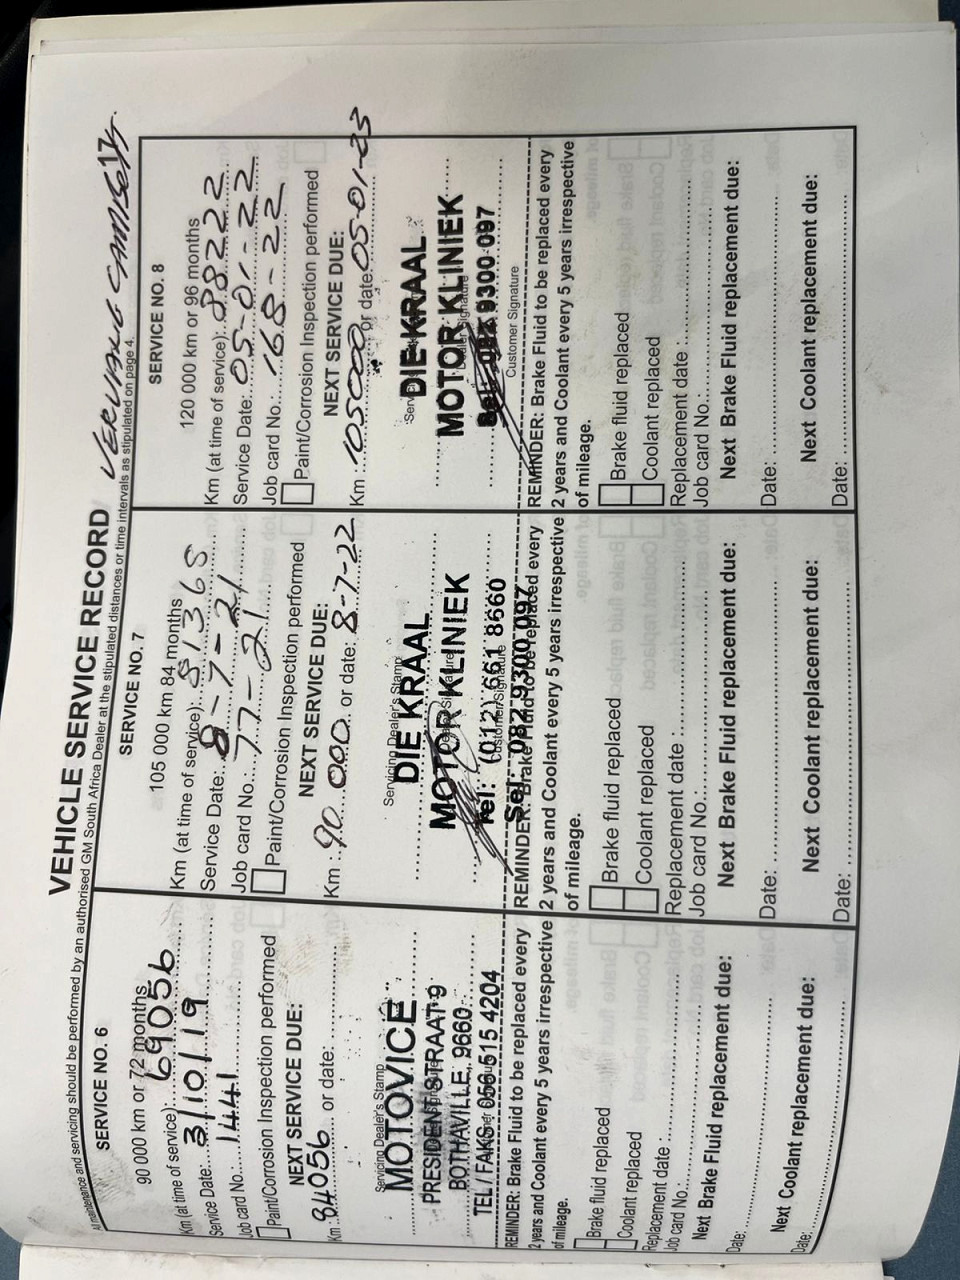 VEHICLE SERVICE RECORD
17
All maintenance and servicing should be performed by an authorised GM South Africa Dealer at the stipulated distances or time intervals as stipulated on page 4.
SERVICE NO. 6
90 000 km or 72 months
Km (at time of service): 69056
Service Date: 31/10/19
Job card No.: 1441
Paint/Corrosion Inspection performed
NEXT SERVICE DUE:
Km: 84056 or date:
Servicing Dealer's Stamp
MOTOVICE
PRESIDENTSTRAAT 9
BOTHAVILLE, 9660
TEL / FAKS : 056 515 4204
REMINDER: Brake Fluid to be replaced every
2 years and Coolant every 5 years irrespective
of mileage.
Brake fluid replaced
Coolant replaced
Replacement date :
Job card No.:
Next Brake Fluid replacement due:
Date:
Next Coolant replacement due:
Date:
SERVICE NO. 7
105 000 km 84 months
Km (at time of service): 81368
Service Date: 8-7-21
Job card No.: 77-21
Paint/Corrosion Inspection performed
NEXT SERVICE DUE:
Km: 90 000 or date: 8-7-22
Servicing Dealer's Stamp
DIE KRAAL
MOTOR KLINIEK
Tel: (012) 661 8660
Customer Signature
Sel: 082 9300 097
REMINDER: Brake Fluid to be replaced every
2 years and Coolant every 5 years irrespective
of mileage.
Brake fluid replaced
Coolant replaced
Replacement date :
Job card No.:
Next Brake Fluid replacement due:
Date:
Next Coolant replacement due:
Date:
SERVICE NO. 8
120 000 km or 96 months
Km (at time of service): 88222
Service Date: 05-01-22
Job card No.: 168-22
Paint/Corrosion Inspection performed
NEXT SERVICE DUE:
Km 105000 or date: 05-01-23
DIE KRAAL
MOTOR KLINIEK
Sel: 082 9300 097
Customer Signature
REMINDER: Brake Fluid to be replaced every
2 years and Coolant every 5 years irrespective
of mileage.
Brake fluid replaced
Coolant replaced
Replacement date :
Job card No.:
Next Brake Fluid replacement due:
Date:
Next Coolant replacement due:
Date: